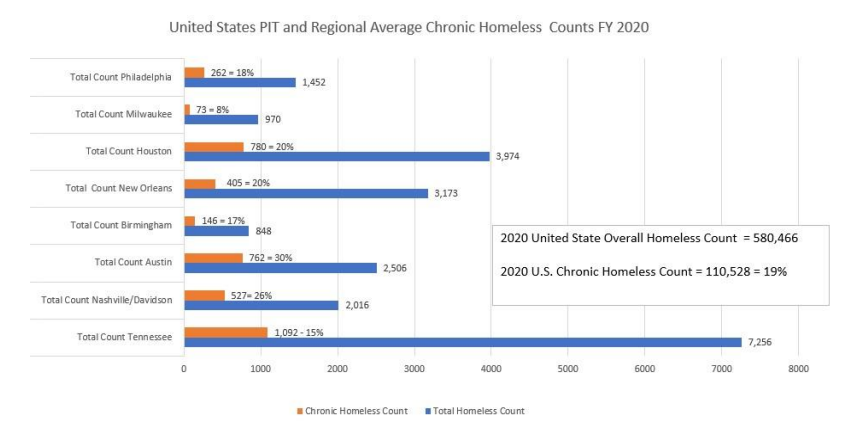 United States PIT and Regional Average Chronic Homeless Counts FY 2020
Total Count Philadelphia
262 = 18%
1,452
Total Count Milwaukee
73 = 8%
970
Total Count Houston
780 = 20%
3,974
Total Count New Orleans
405 = 20%
3,173
Total Count Birmingham
146 = 17%
848
Total Count Austin
762 = 30%
2,506
Total Count Nashville/Davidson
527= 26%
2,016
Total Count Tennessee
1,092 - 15%
7,256
2020 United State Overall Homeless Count = 580,466
2020 U.S. Chronic Homeless Count = 110,528 = 19%
0 1000 2000 3000 4000 5000 6000 7000 8000
Chronic Homeless Count Total Homeless Count